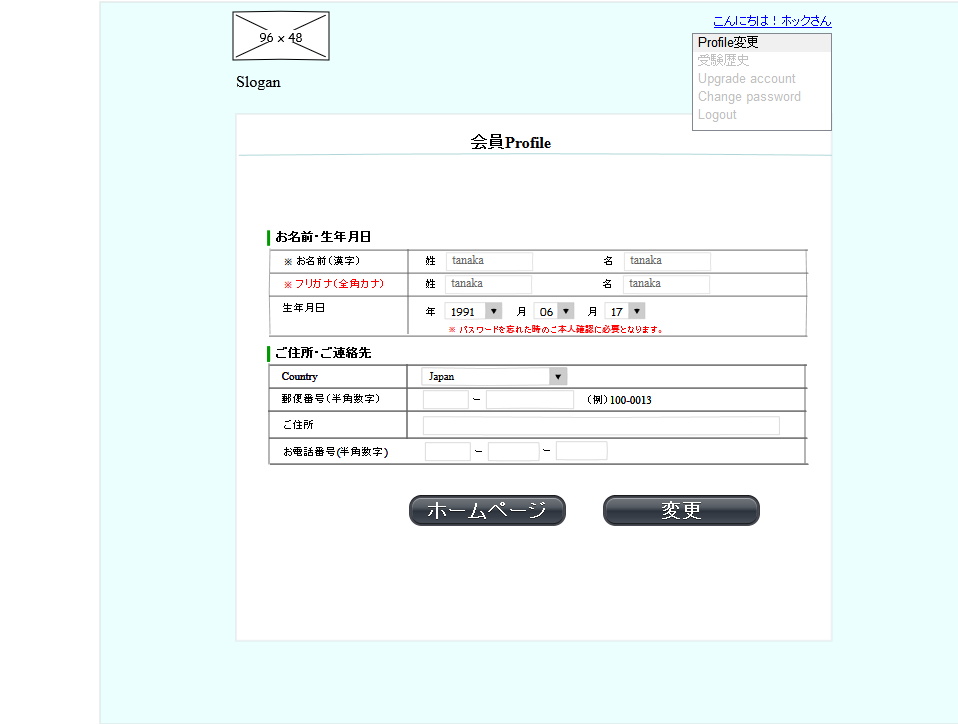 96 × 48
こんにちは！ホックさん
Slogan
Profile変更
受験歴史
Upgrade account
Change password
Logout
会員Profile
お名前・生年月日
※ お名前（漢字） 姓 tanaka 名 tanaka
※ フリガナ（全角カナ） 姓 tanaka 名 tanaka
生年月日 年 1991 月 06 月 17
※ パスワードを忘れた時のご本人確認に必要となります。
ご住所・ご連絡先
Country Japan
郵便番号（半角数字） − （例）100-0013
ご住所
お電話番号(半角数字) − −
ホームページ 変更